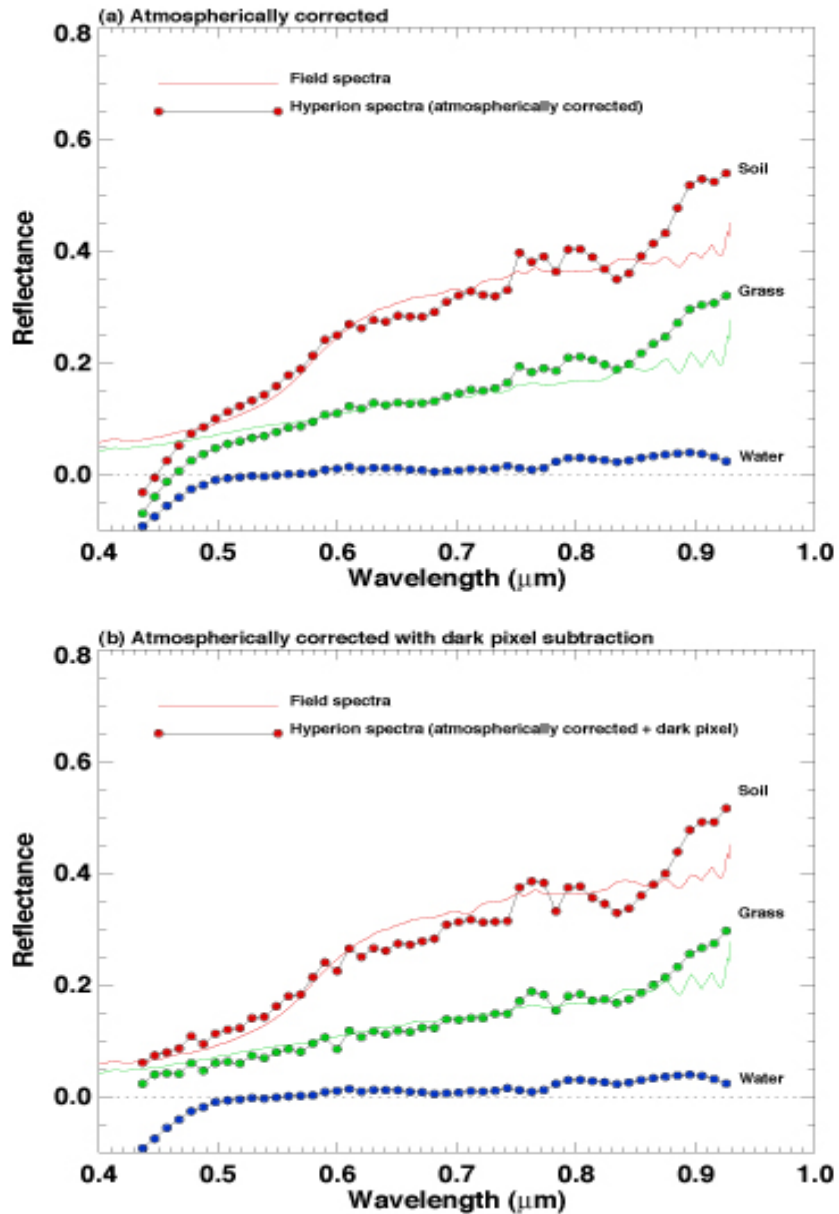 (a) Atmospherically corrected
0.8
Field spectra
Hyperion spectra (atmospherically corrected)
0.6
Soil
Reflectance
0.4
Grass
0.2
Water
0.0
0.4 0.5 0.6 0.7 0.8 0.9 1.0
Wavelength (μm)
(b) Atmospherically corrected with dark pixel subtraction
0.8
Field spectra
Hyperion spectra (atmospherically corrected + dark pixel)
0.6
Soil
Reflectance
0.4
Grass
0.2
Water
0.0
0.4 0.5 0.6 0.7 0.8 0.9 1.0
Wavelength (μm)